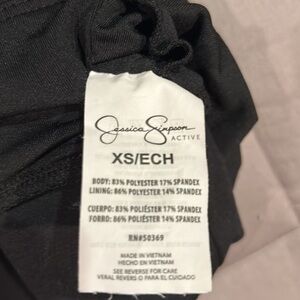 Jessica Simpson
ACTIVE
XS/ECH
BODY: 83% POLYESTER 17% SPANDEX
LINING: 86% POLYESTER 14% SPANDEX
CUERPO: 83% POLIÉSTER 17% SPANDEX
FORRO: 86% POLIÉSTER 14% SPANDEX
RN#50369
MADE IN VIETNAM
HECHO EN VIETNAM
SEE REVERSE FOR CARE
VERAL REVERS O PARA EL CUIDADO